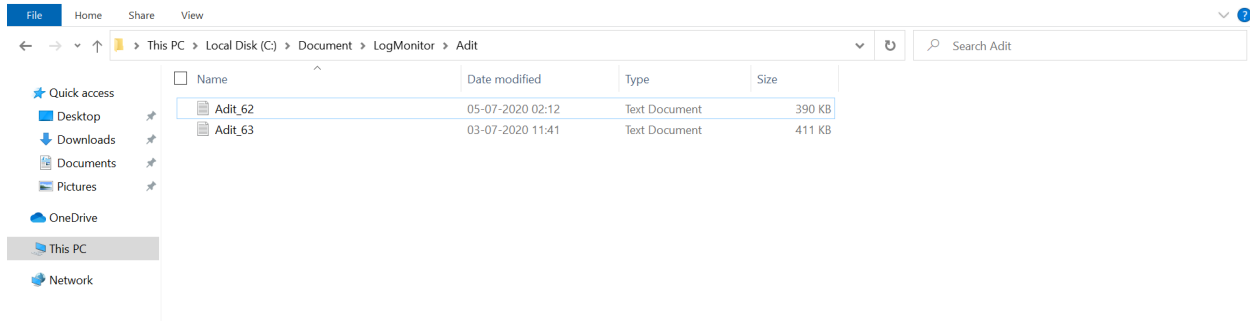 File Home Share View
This PC > Local Disk (C:) > Document > LogMonitor > Adit Search Adit
Name Date modified Type Size
Quick access
Adit_62 05-07-2020 02:12 Text Document 390 KB
Desktop
Adit_63 03-07-2020 11:41 Text Document 411 KB
Downloads
Documents
Pictures
OneDrive
This PC
Network